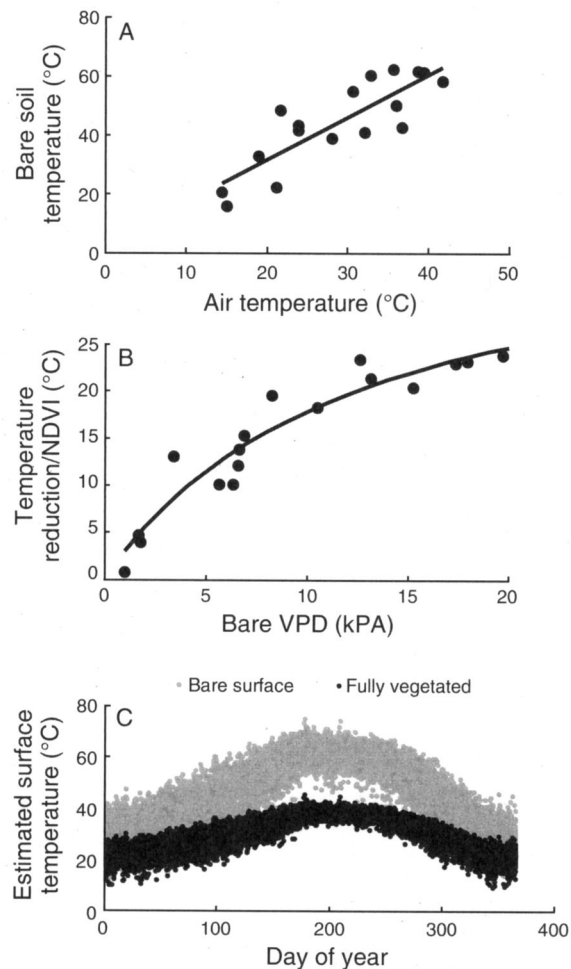 A
80
60
40
20
0
Bare soil
temperature (°C)
0 10 20 30 40 50
Air temperature (°C)
B
25
20
15
10
5
0
Temperature
reduction/NDVI (°C)
0 5 10 15 20
Bare VPD (kPA)
Bare surface Fully vegetated
C
80
60
40
20
0
Estimated surface
temperature (°C)
0 100 200 300 400
Day of year